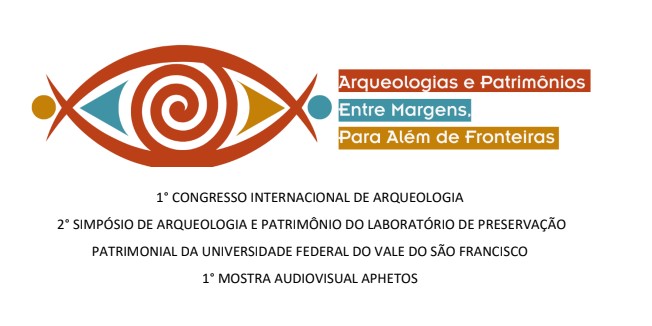 Arqueologias e Patrimônios
Entre Margens,
Para Além de Fronteiras
1° CONGRESSO INTERNACIONAL DE ARQUEOLOGIA
2° SIMPÓSIO DE ARQUEOLOGIA E PATRIMÔNIO DO LABORATÓRIO DE PRESERVAÇÃO
PATRIMONIAL DA UNIVERSIDADE FEDERAL DO VALE DO SÃO FRANCISCO
1° MOSTRA AUDIOVISUAL APHETOS